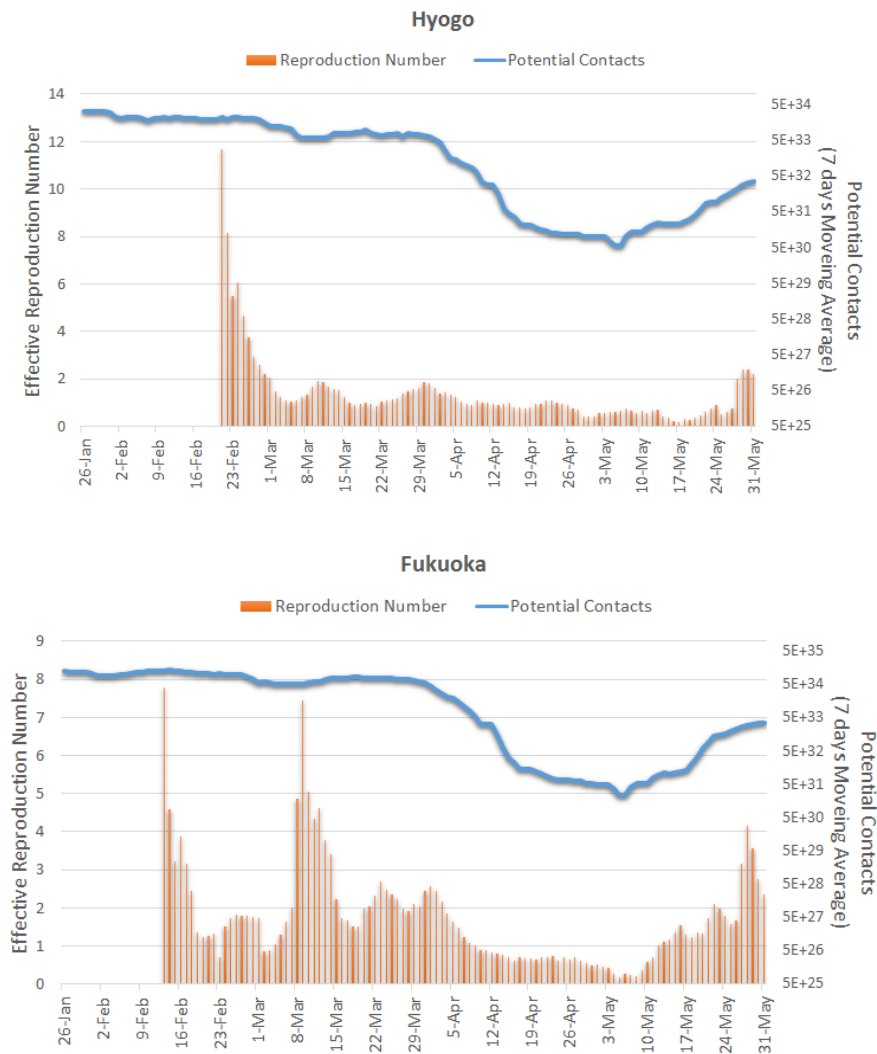 Hyogo
Reproduction Number Potential Contacts
Effective Reproduction Number
14
12
10
8
6
4
2
0
5E+34
5E+33
5E+32
5E+31
5E+30
5E+29
5E+28
5E+27
5E+26
5E+25
Potential Contacts
(7 days Moveing Average)
26-Jan
2-Feb
9-Feb
16-Feb
23-Feb
1-Mar
8-Mar
15-Mar
22-Mar
29-Mar
5-Apr
12-Apr
19-Apr
26-Apr
3-May
10-May
17-May
24-May
31-May
Fukuoka
Reproduction Number Potential Contacts
Effective Reproduction Number
9
8
7
6
5
4
3
2
1
0
5E+35
5E+34
5E+33
5E+32
5E+31
5E+30
5E+29
5E+28
5E+27
5E+26
5E+25
Potential Contacts
(7 days Moveing Average)
26-Jan
2-Feb
9-Feb
16-Feb
23-Feb
1-Mar
8-Mar
15-Mar
22-Mar
29-Mar
5-Apr
12-Apr
19-Apr
26-Apr
3-May
10-May
17-May
24-May
31-May